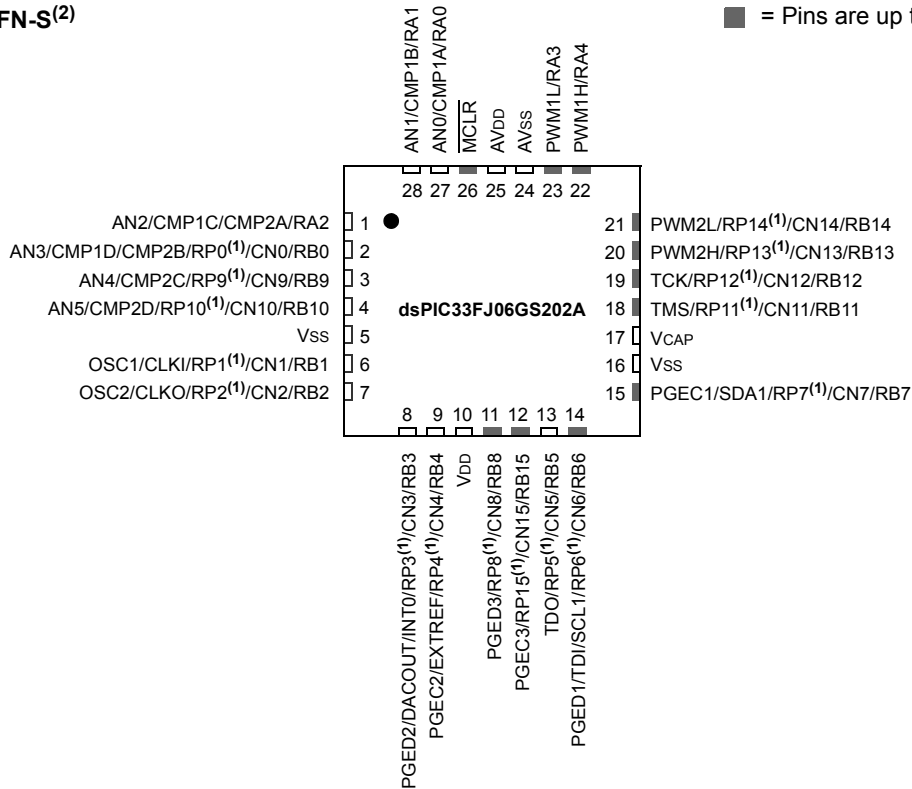 FN-S(2)
= Pins are up t
AN1/CMP1B/RA1
AN0/CMP1A/RA0
MCLR
AVDD
AVSS
PWM1L/RA3
PWM1H/RA4
28 27 26 25 24 23 22
AN2/CMP1C/CMP2A/RA2 1
AN3/CMP1D/CMP2B/RP0(1)/CN0/RB0 2
AN4/CMP2C/RP9(1)/CN9/RB9 3
AN5/CMP2D/RP10(1)/CN10/RB10 4
VSS 5
OSC1/CLKI/RP1(1)/CN1/RB1 6
OSC2/CLKO/RP2(1)/CN2/RB2 7
dsPIC33FJ06GS202A
21 PWM2L/RP14(1)/CN14/RB14
20 PWM2H/RP13(1)/CN13/RB13
19 TCK/RP12(1)/CN12/RB12
18 TMS/RP11(1)/CN11/RB11
17 VCAP
16 VSS
15 PGEC1/SDA1/RP7(1)/CN7/RB7
8 9 10 11 12 13 14
PGED2/DACOUT/INT0/RP3(1)/CN3/RB3
PGEC2/EXTREF/RP4(1)/CN4/RB4
VDD
PGED3/RP8(1)/CN8/RB8
PGEC3/RP15(1)/CN15/RB15
TDO/RP5(1)/CN5/RB5
PGED1/TDI/SCL1/RP6(1)/CN6/RB6